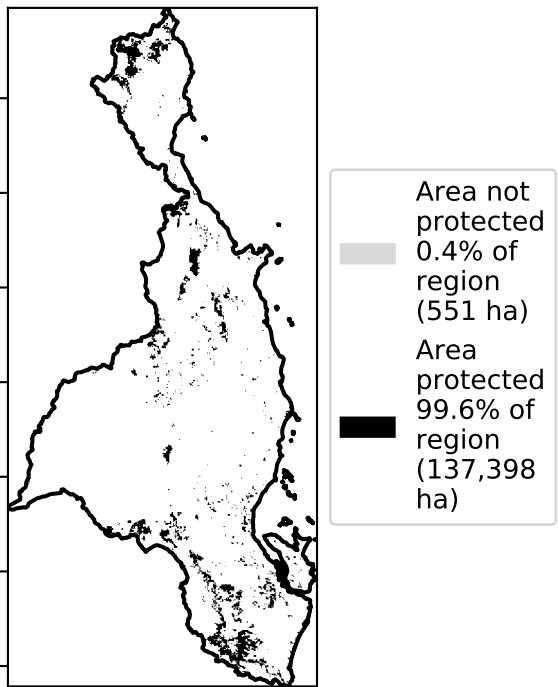 Area not
protected
0.4% of
region
(551 ha)
Area
protected
99.6% of
region
(137,398
ha)